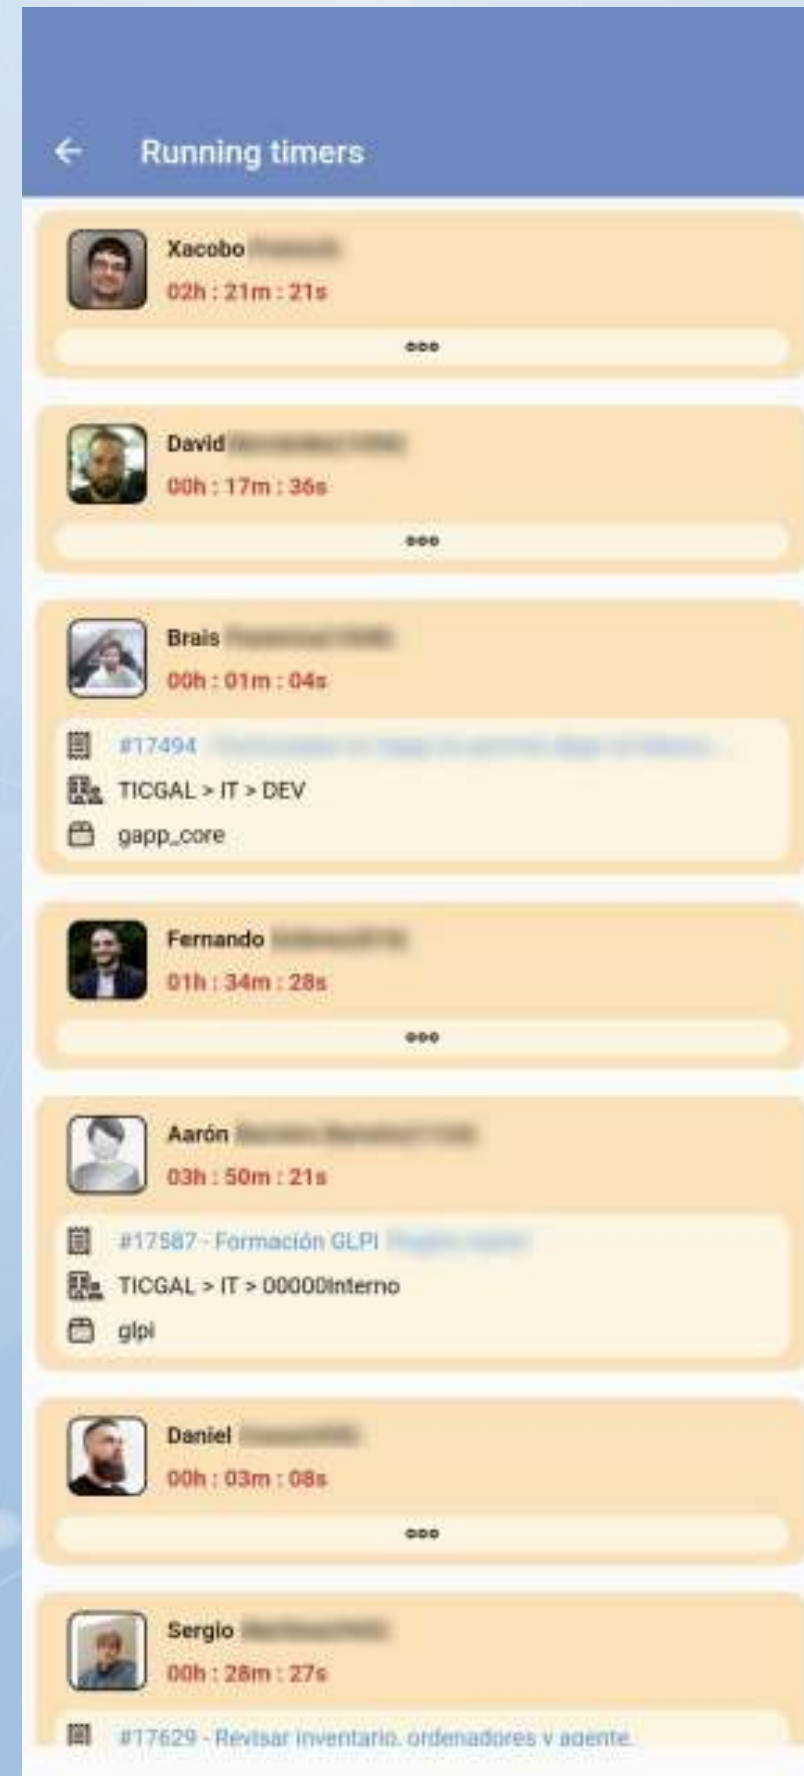 Running timers
Xacobo
02h : 21m : 21s
David
00h : 17m : 36s
Brais
00h : 01m : 04s
#17494 -
TICGAL > IT > DEV
gapp_core
Fernando
01h : 34m : 28s
Aarón
03h : 50m : 21s
#17587 - Formación GLPI
TICGAL > IT > 00000Interno
glpi
Daniel
00h : 03m : 08s
Sergio
00h : 28m : 27s
#17629 - Revisar inventario, ordenadores y agente.